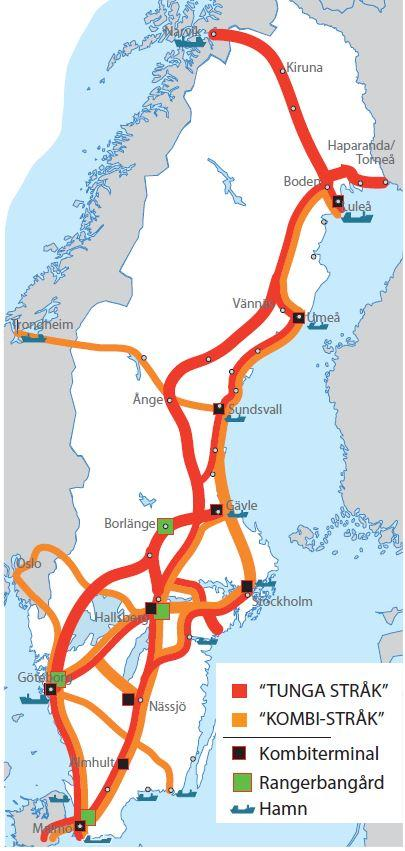 Narvik
Kiruna
Haparanda/
Torneå
Boden
Luleå
Vännäs
Umeå
Trondheim
Ånge
Sundsvall
Gävle
Borlänge
Oslo
Hallsberg
Stockholm
Göteborg
Nässjö
Älmhult
Malmö
"TUNGA STRÅK"
"KOMBI-STRÅK"
Kombiterminal
Rangerbangård
Hamn